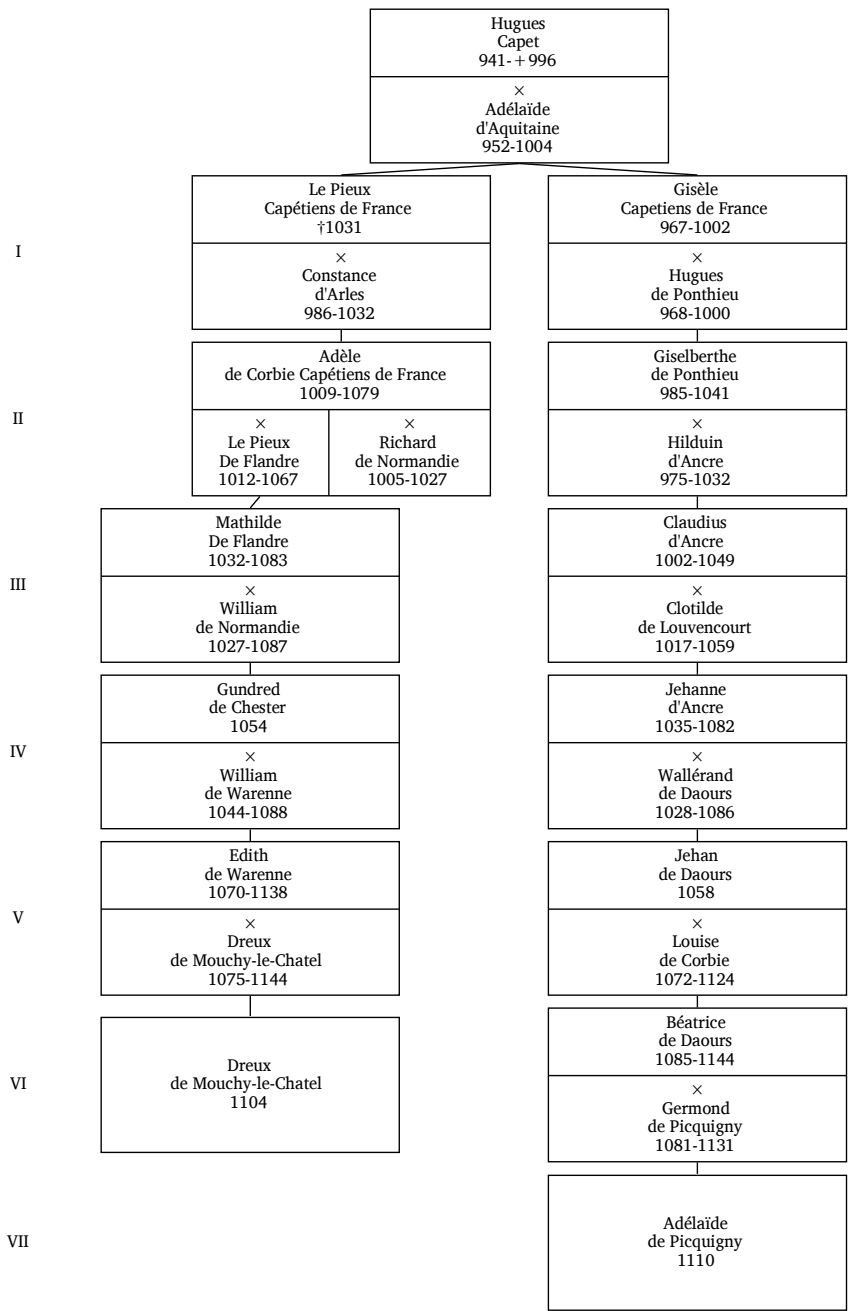 Hugues
Capet
941-+996
×
Adélaïde
d'Aquitaine
952-1004
I
Le Pieux
Capétiens de France
†1031
×
Constance
d'Arles
986-1032
Gisèle
Capetiens de France
967-1002
×
Hugues
de Ponthieu
968-1000
II
Adèle
de Corbie Capétiens de France
1009-1079
×
Le Pieux
De Flandre
1012-1067
×
Richard
de Normandie
1005-1027
Giselberthe
de Ponthieu
985-1041
×
Hilduin
d'Ancre
975-1032
III
Mathilde
De Flandre
1032-1083
×
William
de Normandie
1027-1087
Claudius
d'Ancre
1002-1049
×
Clotilde
de Louvencourt
1017-1059
IV
Gundred
de Chester
1054
×
William
de Warenne
1044-1088
Jehanne
d'Ancre
1035-1082
×
Wallérand
de Daours
1028-1086
V
Edith
de Warenne
1070-1138
×
Dreux
de Mouchy-le-Chatel
1075-1144
Jehan
de Daours
1058
×
Louise
de Corbie
1072-1124
VI
Dreux
de Mouchy-le-Chatel
1104
Béatrice
de Daours
1085-1144
×
Germond
de Picquigny
1081-1131
VII
Adélaïde
de Picquigny
1110